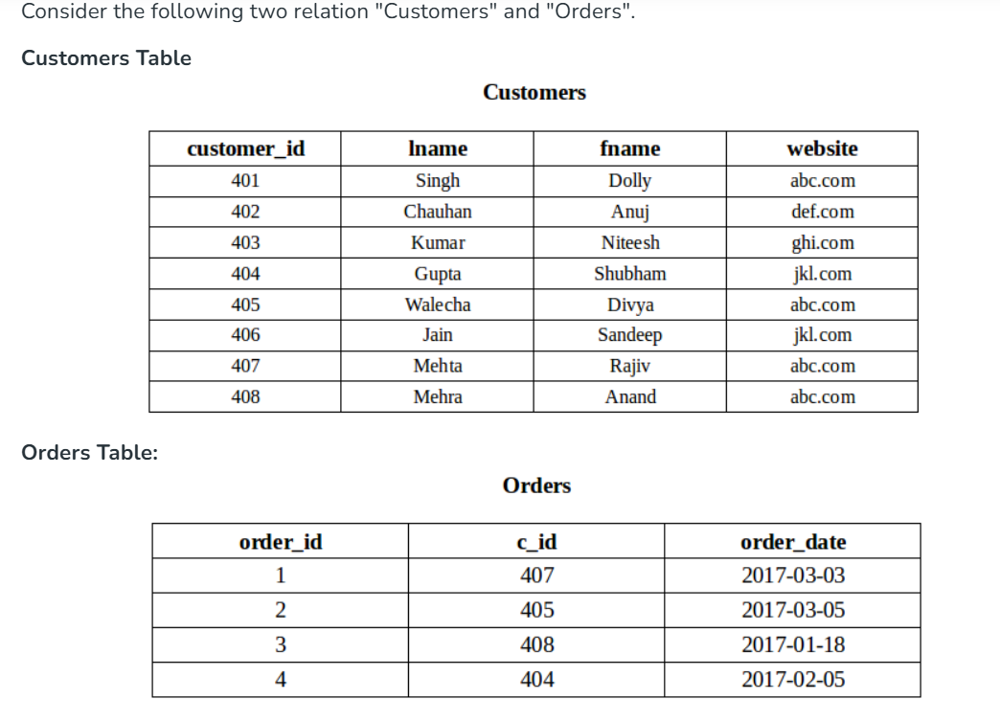 Consider the following two relation "Customers" and "Orders".
Customers Table
Customers
customer_id lname fname website
401 Singh Dolly abc.com
402 Chauhan Anuj def.com
403 Kumar Niteesh ghi.com
404 Gupta Shubham jkl.com
405 Walecha Divya abc.com
406 Jain Sandeep jkl.com
407 Mehta Rajiv abc.com
408 Mehra Anand abc.com
Orders Table:
Orders
order_id c_id order_date
1 407 2017-03-03
2 405 2017-03-05
3 408 2017-01-18
4 404 2017-02-05